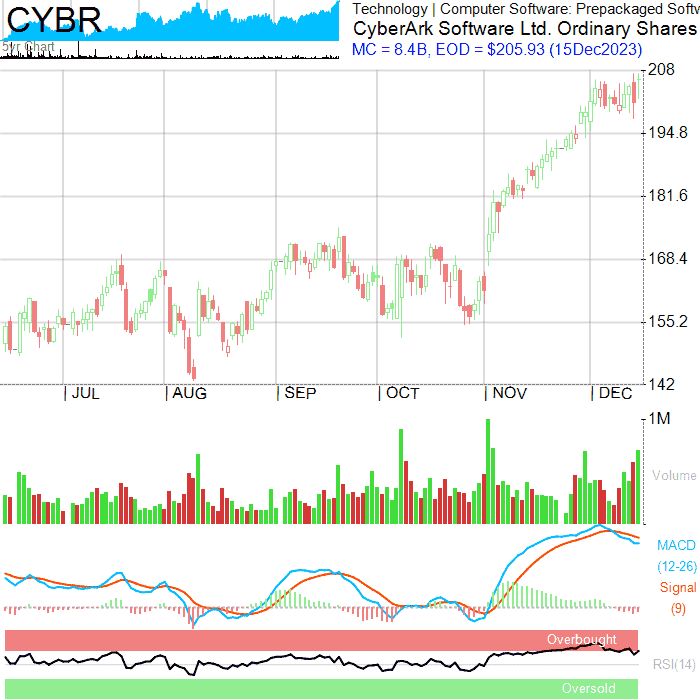 CYBR
5yr Chart
Technology | Computer Software: Prepackaged Softw
CyberArk Software Ltd. Ordinary Shares
MC = 8.4B, EOD = $205.93 (15Dec2023)
208
194.8
181.6
168.4
155.2
142
JUL AUG SEP OCT NOV DEC
1M
Volume
MACD
(12-26)
Signal
(9)
Overbought
RSI(14)
Oversold